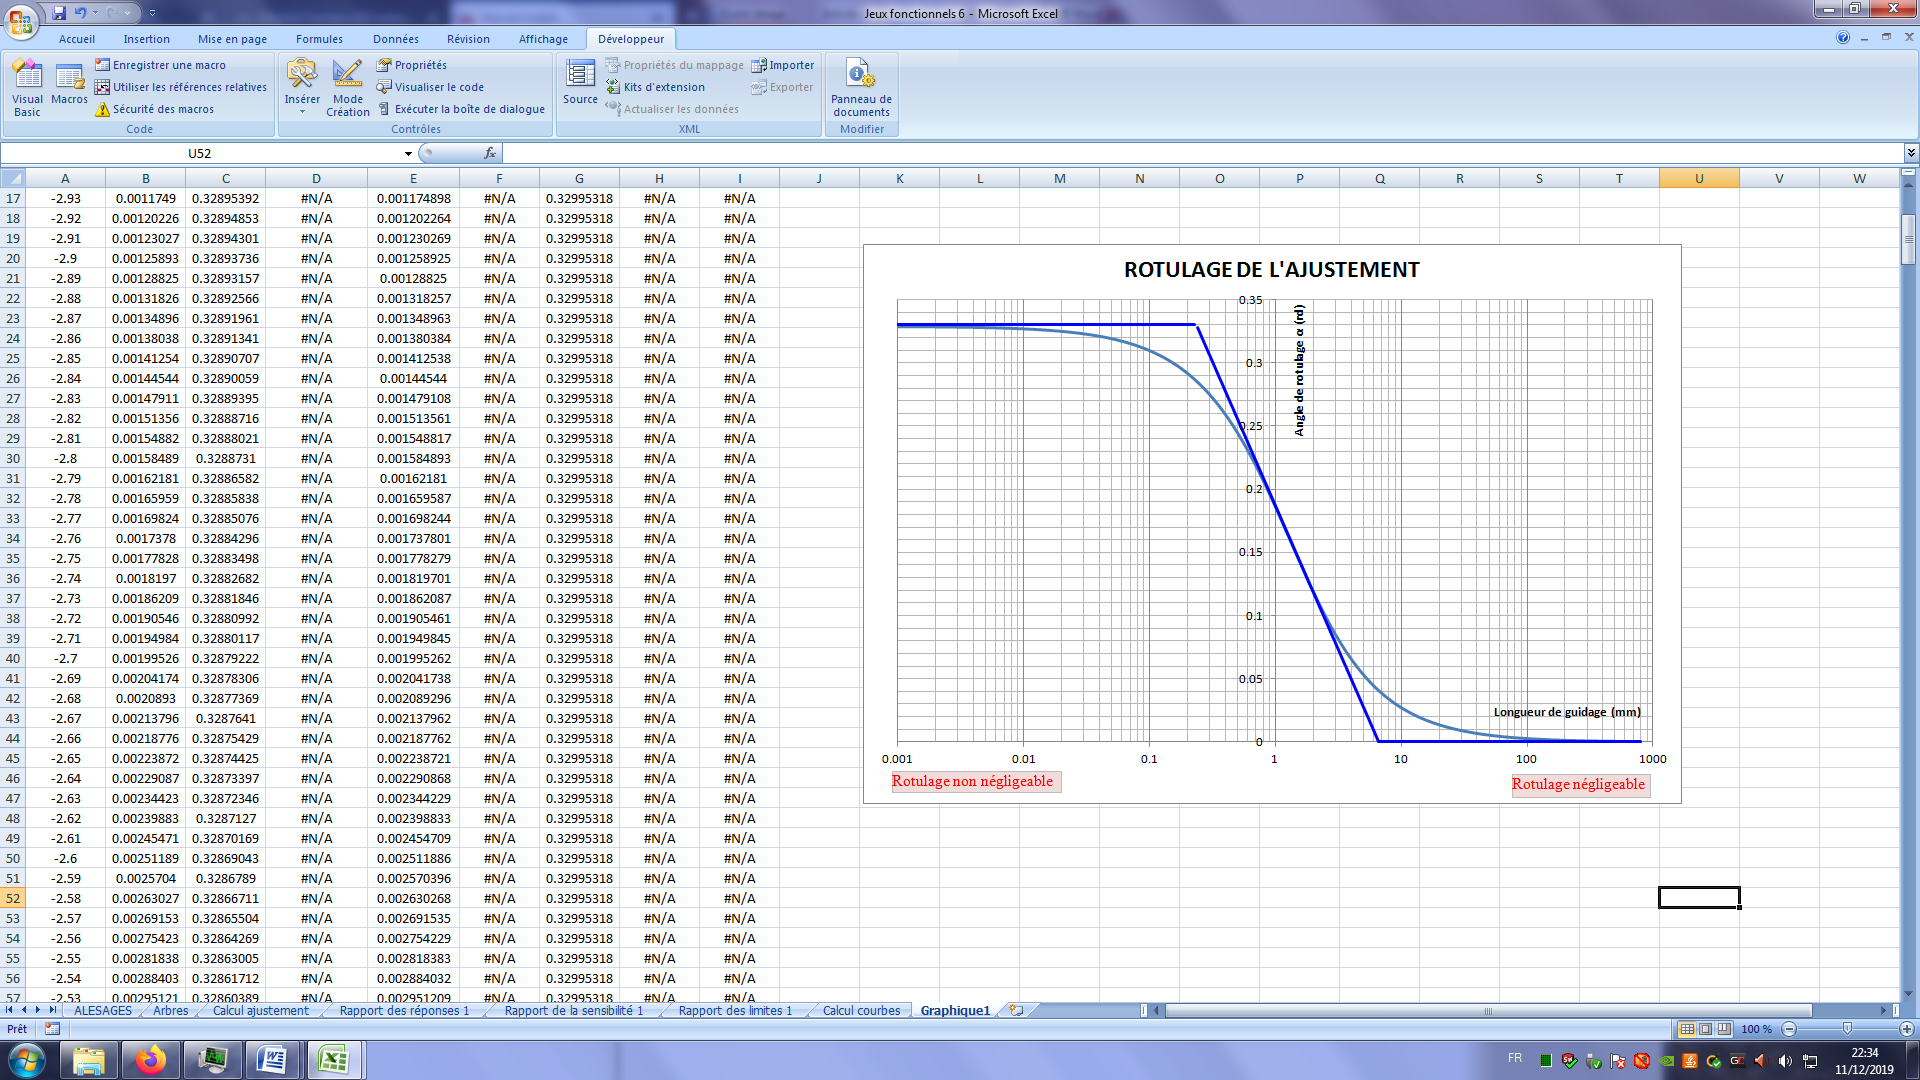 Jeux fonctionnels 6 - Microsoft Excel
Accueil Insertion Mise en page Formules Données Révision Affichage Développeur
Visual Basic
Macros
Enregistrer une macro
Utiliser les références relatives
Sécurité des macros
Code
Insérer
Mode Création
Propriétés
Visualiser le code
Exécuter la boîte de dialogue
Contrôles
Source
Propriétés du mappage
Kits d'extension
Actualiser les données
Importer
Exporter
XML
Panneau de documents
Modifier
U52
A B C D E F G H I J K L M N O P Q R S T U V W
17 -2.93 0.0011749 0.32895392 #N/A 0.001174898 #N/A 0.32995318 #N/A #N/A
18 -2.92 0.00120226 0.32894853 #N/A 0.001202264 #N/A 0.32995318 #N/A #N/A
19 -2.91 0.00123027 0.32894301 #N/A 0.001230269 #N/A 0.32995318 #N/A #N/A
20 -2.9 0.00125893 0.32893736 #N/A 0.001258925 #N/A 0.32995318 #N/A #N/A
21 -2.89 0.00128825 0.32893157 #N/A 0.00128825 #N/A 0.32995318 #N/A #N/A
22 -2.88 0.00131826 0.32892566 #N/A 0.001318257 #N/A 0.32995318 #N/A #N/A
23 -2.87 0.00134896 0.32891961 #N/A 0.001348963 #N/A 0.32995318 #N/A #N/A
24 -2.86 0.00138038 0.32891341 #N/A 0.001380384 #N/A 0.32995318 #N/A #N/A
25 -2.85 0.00141254 0.32890707 #N/A 0.001412538 #N/A 0.32995318 #N/A #N/A
26 -2.84 0.00144544 0.32890059 #N/A 0.00144544 #N/A 0.32995318 #N/A #N/A
27 -2.83 0.00147911 0.32889395 #N/A 0.001479108 #N/A 0.32995318 #N/A #N/A
28 -2.82 0.00151356 0.32888716 #N/A 0.001513561 #N/A 0.32995318 #N/A #N/A
29 -2.81 0.00154882 0.32888021 #N/A 0.001548817 #N/A 0.32995318 #N/A #N/A
30 -2.8 0.00158489 0.3288731 #N/A 0.001584893 #N/A 0.32995318 #N/A #N/A
31 -2.79 0.00162181 0.32886582 #N/A 0.00162181 #N/A 0.32995318 #N/A #N/A
32 -2.78 0.00165959 0.32885838 #N/A 0.001659587 #N/A 0.32995318 #N/A #N/A
33 -2.77 0.00169824 0.32885076 #N/A 0.001698244 #N/A 0.32995318 #N/A #N/A
34 -2.76 0.0017378 0.32884296 #N/A 0.001737801 #N/A 0.32995318 #N/A #N/A
35 -2.75 0.00177828 0.32883498 #N/A 0.001778279 #N/A 0.32995318 #N/A #N/A
36 -2.74 0.0018197 0.32882682 #N/A 0.001819701 #N/A 0.32995318 #N/A #N/A
37 -2.73 0.00186209 0.32881846 #N/A 0.001862087 #N/A 0.32995318 #N/A #N/A
38 -2.72 0.00190546 0.32880992 #N/A 0.001905461 #N/A 0.32995318 #N/A #N/A
39 -2.71 0.00194984 0.32880117 #N/A 0.001949845 #N/A 0.32995318 #N/A #N/A
40 -2.7 0.00199526 0.32879222 #N/A 0.001995262 #N/A 0.32995318 #N/A #N/A
41 -2.69 0.00204174 0.32878306 #N/A 0.002041738 #N/A 0.32995318 #N/A #N/A
42 -2.68 0.0020893 0.32877369 #N/A 0.002089296 #N/A 0.32995318 #N/A #N/A
43 -2.67 0.00213796 0.3287641 #N/A 0.002137962 #N/A 0.32995318 #N/A #N/A
44 -2.66 0.00218776 0.32875429 #N/A 0.002187762 #N/A 0.32995318 #N/A #N/A
45 -2.65 0.00223872 0.32874425 #N/A 0.002238721 #N/A 0.32995318 #N/A #N/A
46 -2.64 0.00229087 0.32873397 #N/A 0.002290868 #N/A 0.32995318 #N/A #N/A
47 -2.63 0.00234423 0.32872346 #N/A 0.002344229 #N/A 0.32995318 #N/A #N/A
48 -2.62 0.00239883 0.3287127 #N/A 0.002398833 #N/A 0.32995318 #N/A #N/A
49 -2.61 0.00245471 0.32870169 #N/A 0.002454709 #N/A 0.32995318 #N/A #N/A
50 -2.6 0.00251189 0.32869043 #N/A 0.002511886 #N/A 0.32995318 #N/A #N/A
51 -2.59 0.0025704 0.3286789 #N/A 0.002570396 #N/A 0.32995318 #N/A #N/A
52 -2.58 0.00263027 0.32866711 #N/A 0.002630268 #N/A 0.32995318 #N/A #N/A
53 -2.57 0.00269153 0.32865504 #N/A 0.002691535 #N/A 0.32995318 #N/A #N/A
54 -2.56 0.00275423 0.32864269 #N/A 0.002754229 #N/A 0.32995318 #N/A #N/A
55 -2.55 0.00281838 0.32863005 #N/A 0.002818383 #N/A 0.32995318 #N/A #N/A
56 -2.54 0.00288403 0.32861712 #N/A 0.002884032 #N/A 0.32995318 #N/A #N/A
57 -2.53 0.00295121 0.32860389 #N/A 0.002951209 #N/A 0.32995318 #N/A #N/A
ROTULAGE DE L'AJUSTEMENT
0.35
0.3
0.25
0.2
0.15
0.1
0.05
0
Angle de rotulage α (rd)
Longueur de guidage (mm)
0.001 0.01 0.1 1 10 100 1000
Rotulage non négligeable
Rotulage négligeable
ALESAGES Arbres Calcul ajustement Rapport des réponses 1 Rapport de la sensibilité 1 Rapport des limites 1 Calcul courbes Graphique1
Prêt
100 %
FR
22:34
11/12/2019